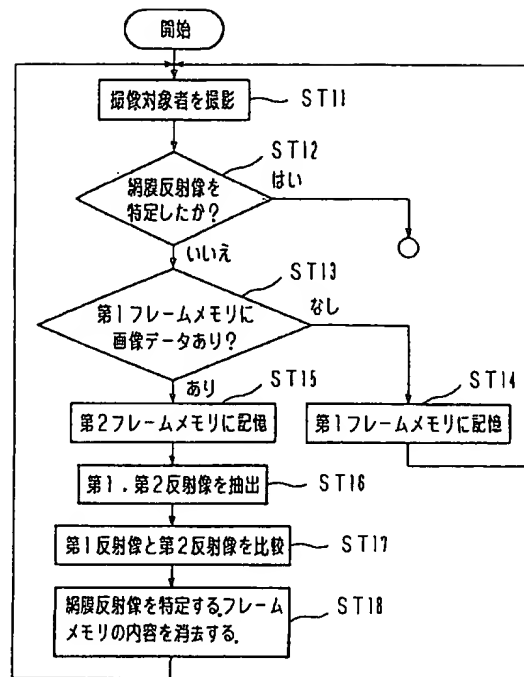 開始
撮像対象者を撮影
ST11
網膜反射像を
特定したか?
ST12
はい
いいえ
第1フレームメモリに
画像データあり?
ST13
なし
あり
第2フレームメモリに記憶
ST15
第1フレームメモリに記憶
ST14
第1.第2反射像を抽出
ST16
第1反射像と第2反射像を比較
ST17
網膜反射像を特定する.フレーム
メモリの内容を消去する.
ST18